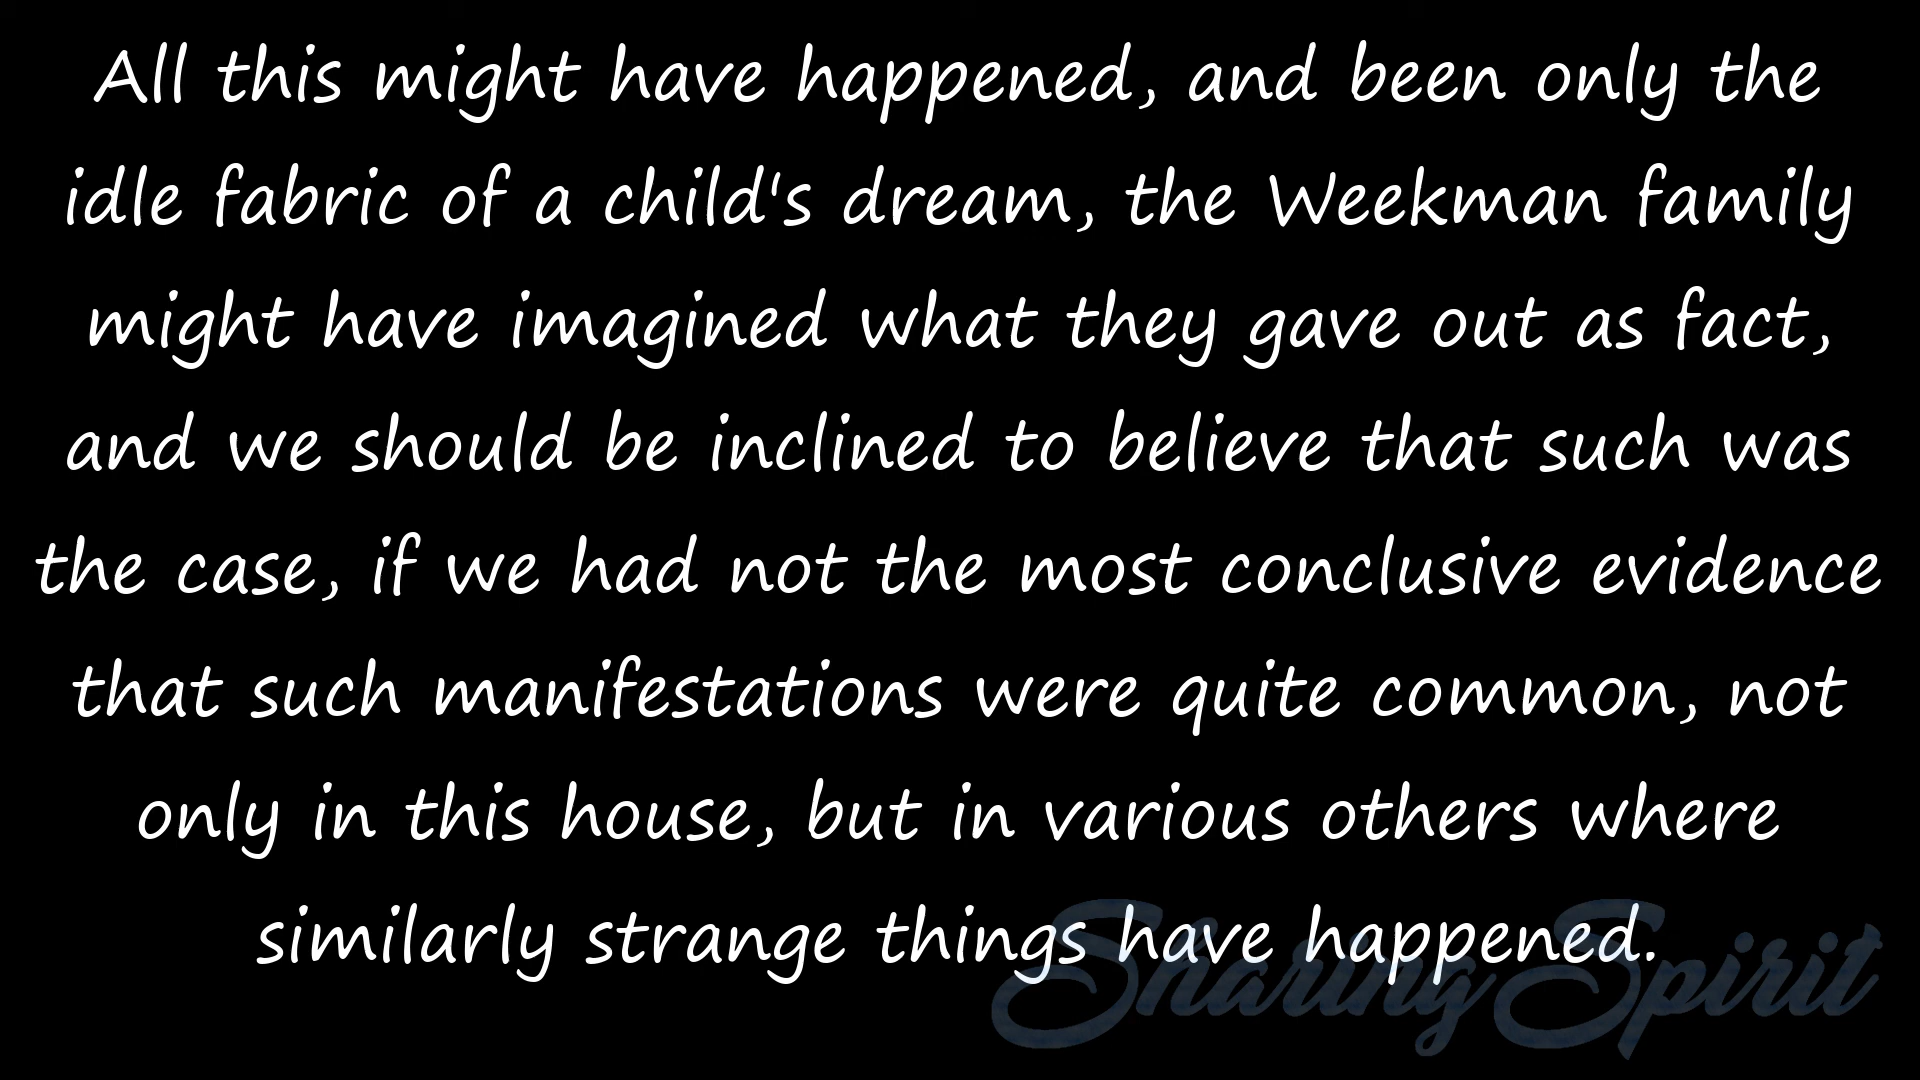 All this might have happened, and been only the
idle fabric of a child's dream, the Weekman family
might have imagined what they gave out as fact,
and we should be inclined to believe that such was
the case, if we had not the most conclusive evidence
that such manifestations were quite common, not
only in this house, but in various others where
similarly strange things have happened.
Sharing Spirit